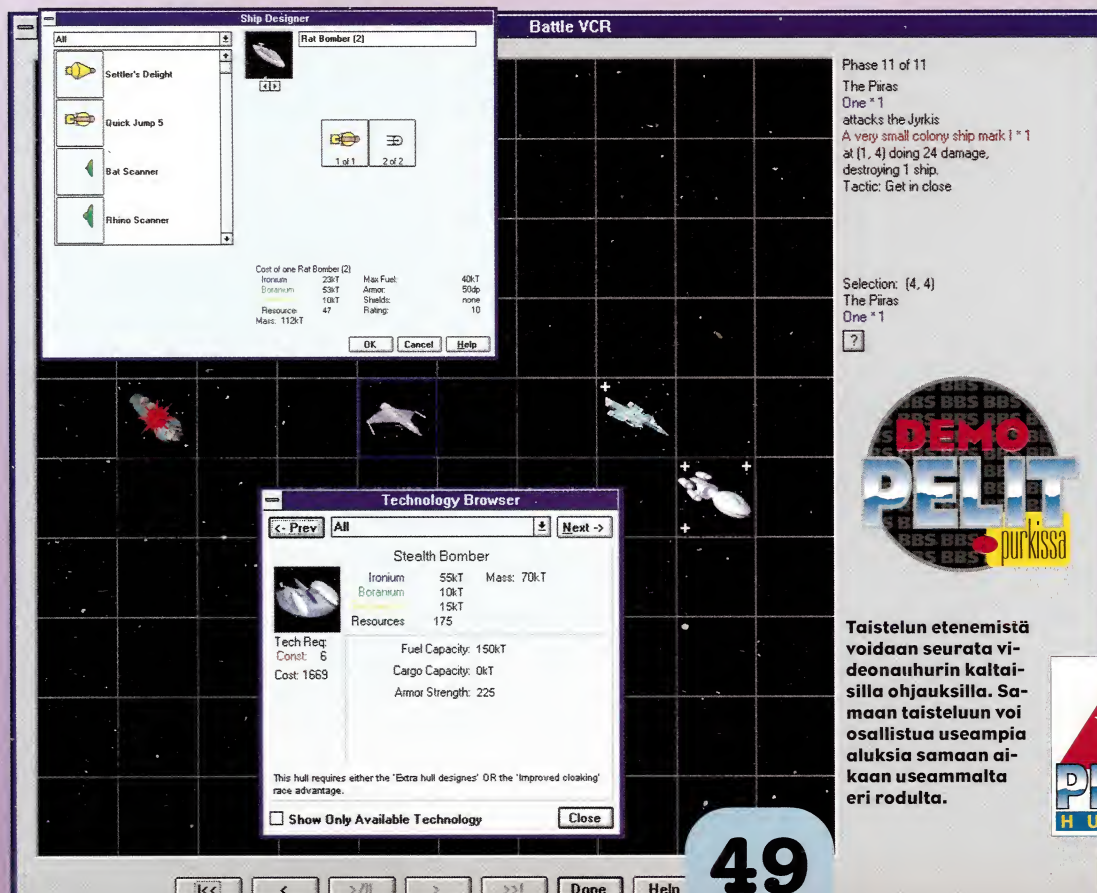 Ship Designer
All
Settler's Delight
Quick Jump 5
Bat Scanner
Rhino Scanner
Rat Bomber (2)
1 of 1
2 of 2
Cost of one Rat Bomber (2)
Ironium 23kT
Boranium 53kT
10kT
Resource 47
Mass: 112kT
Max Fuel: 40kT
Armor: 50dp
Shields: none
Rating: 10
OK Cancel Help
Battle VCR
Phase 11 of 11
The Piiras
One * 1
attacks the Jyrkis
A very small colony ship mark I * 1
at (1, 4) doing 24 damage,
destroying 1 ship.
Tactic: Get in close
Selection: (4, 4)
The Piiras
One * 1
?
Technology Browser
<- Prev All Next ->
Stealth Bomber
Ironium 55kT Mass: 70kT
Boranium 10kT
15kT
Resources 175
Tech Req:
Const: 6
Cost: 1669
Fuel Capacity: 150kT
Cargo Capacity: 0kT
Armor Strength: 225
This hull requires either the 'Extra hull designes' OR the 'Improved cloaking'
race advantage.
Show Only Available Technology
Close
|<< < >/|| > >>| Done Help
BBS BBS BBS
DEMO
PELIT
purkissa
Taistelun etenemistä
voidaan seurata vi-
deonauhurin kaltai-
silla ohjauksilla. Sa-
maan taisteluun voi
osallistua useampia
aluksia samaan ai-
kaan useammalta
eri rodulta.
49